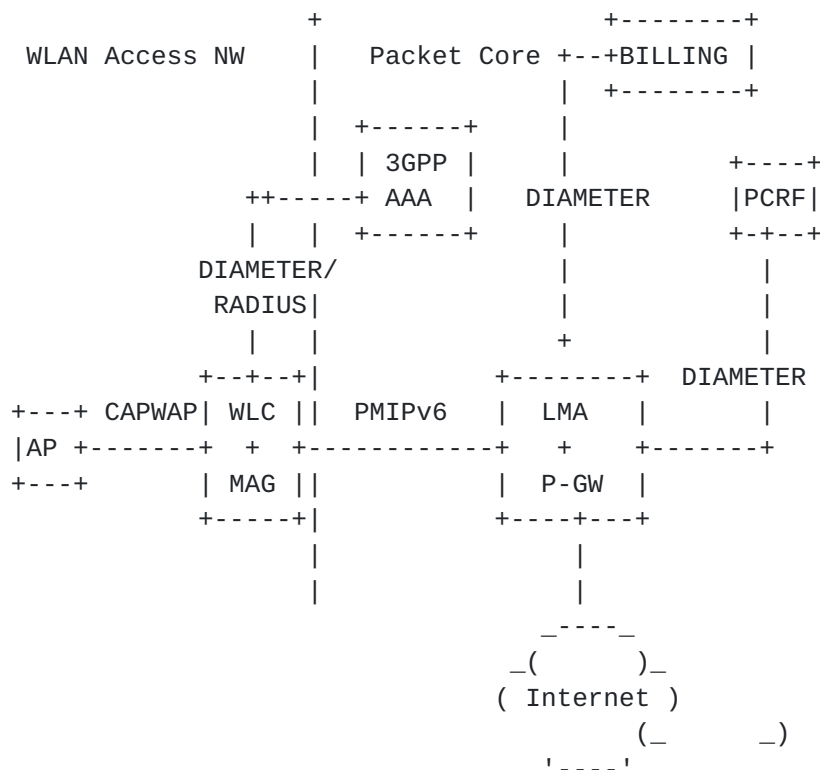 +                   +--------+
 WLAN Access NW     |   Packet Core +--+BILLING |
                    |                |  +--------+
                    |  +------+      |
                    |  | 3GPP |      |          +----+
                ++-----+ AAA  |   DIAMETER     |PCRF|
                |   |  +------+      |          +-+--+
             DIAMETER/               |            |
              RADIUS|                |            |
                |   |                +            |
             +--+--+|            +--------+  DIAMETER
+---+ CAPWAP| WLC ||  PMIPv6   |  LMA   |       |
|AP +-------+  +  +------------+   +    +-------+
+---+       | MAG ||           |  P-GW  |
            +-----+|            +----+---+
                    |                 |
                    |                 |
                                   _----_
                                 _(      )_
                                ( Internet )
                                         (_      _)
                                   '----'